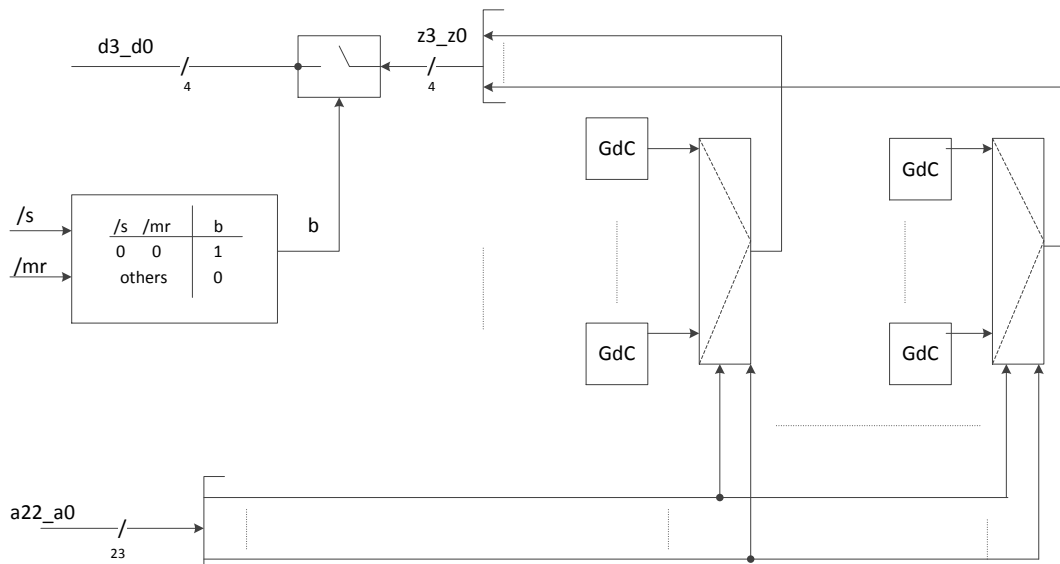 d3_d0
4
z3_z0
4
GdC
GdC
/s
/mr
/s /mr b
0 0 1
others 0
b
GdC
GdC
a22_a0
23